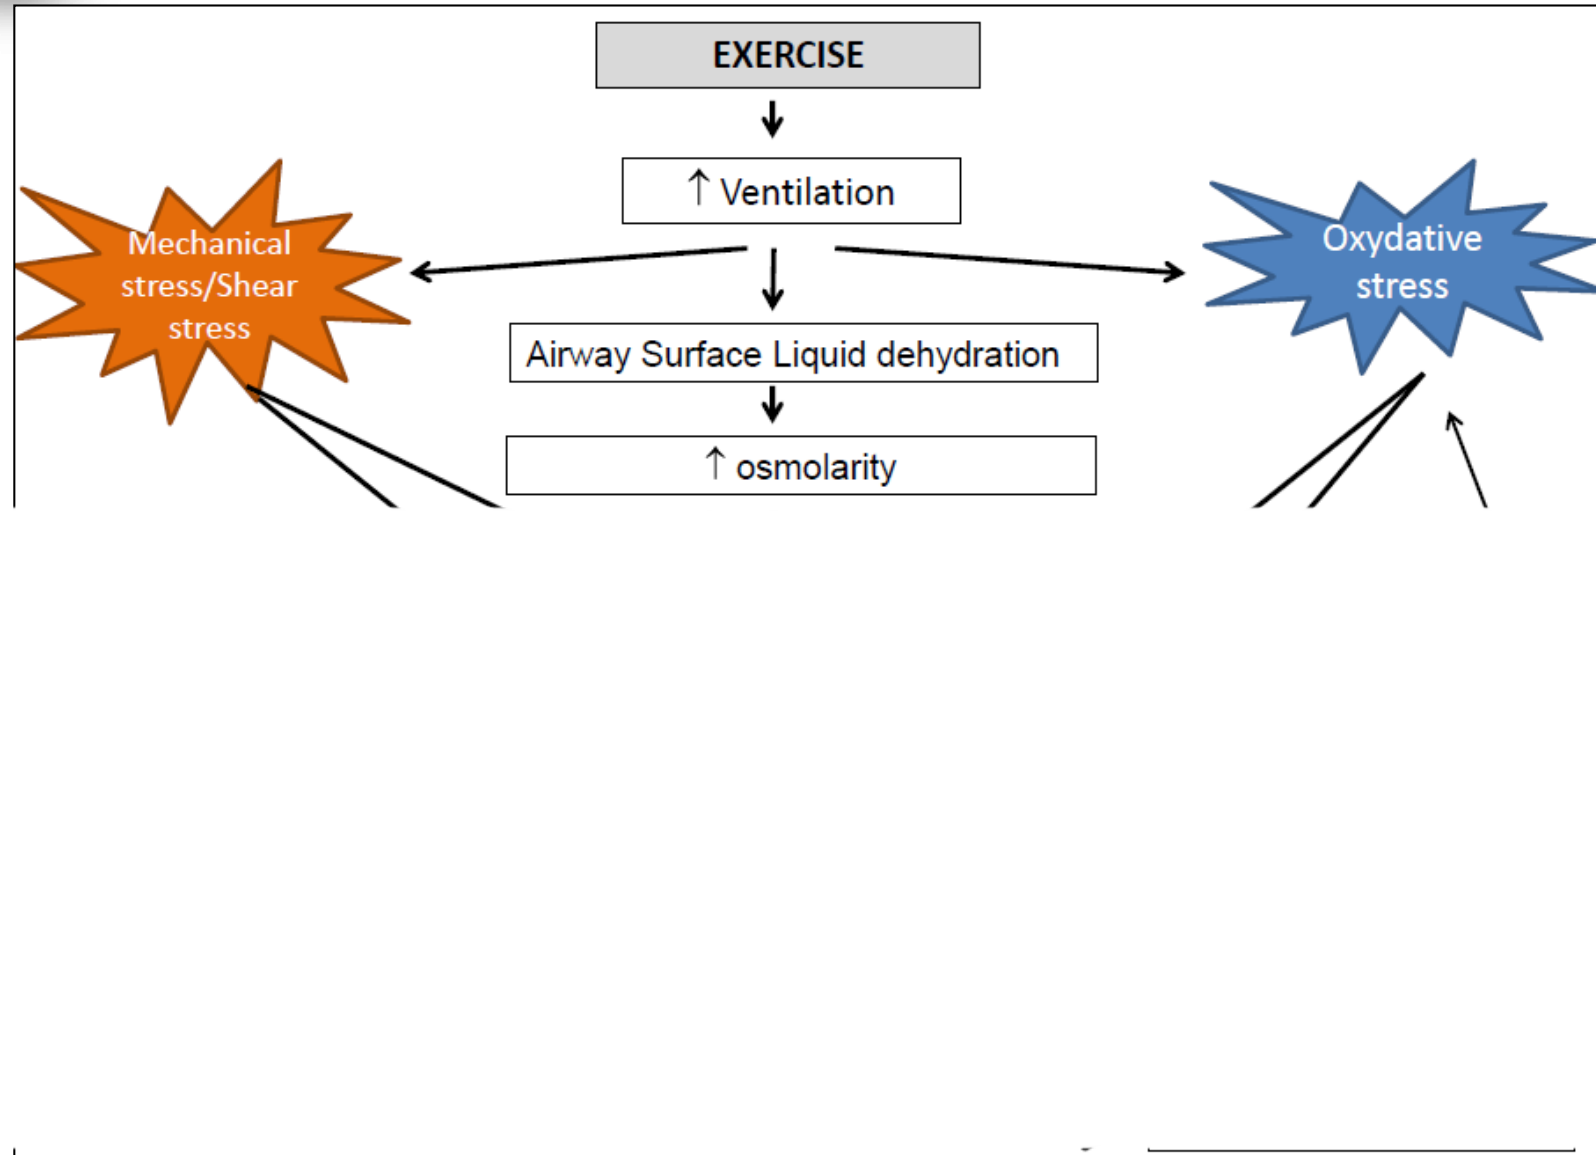 EXERCISE
↑ Ventilation
Mechanical
stress/Shear
stress
Oxydative
stress
Airway Surface Liquid dehydration
↑ osmolarity